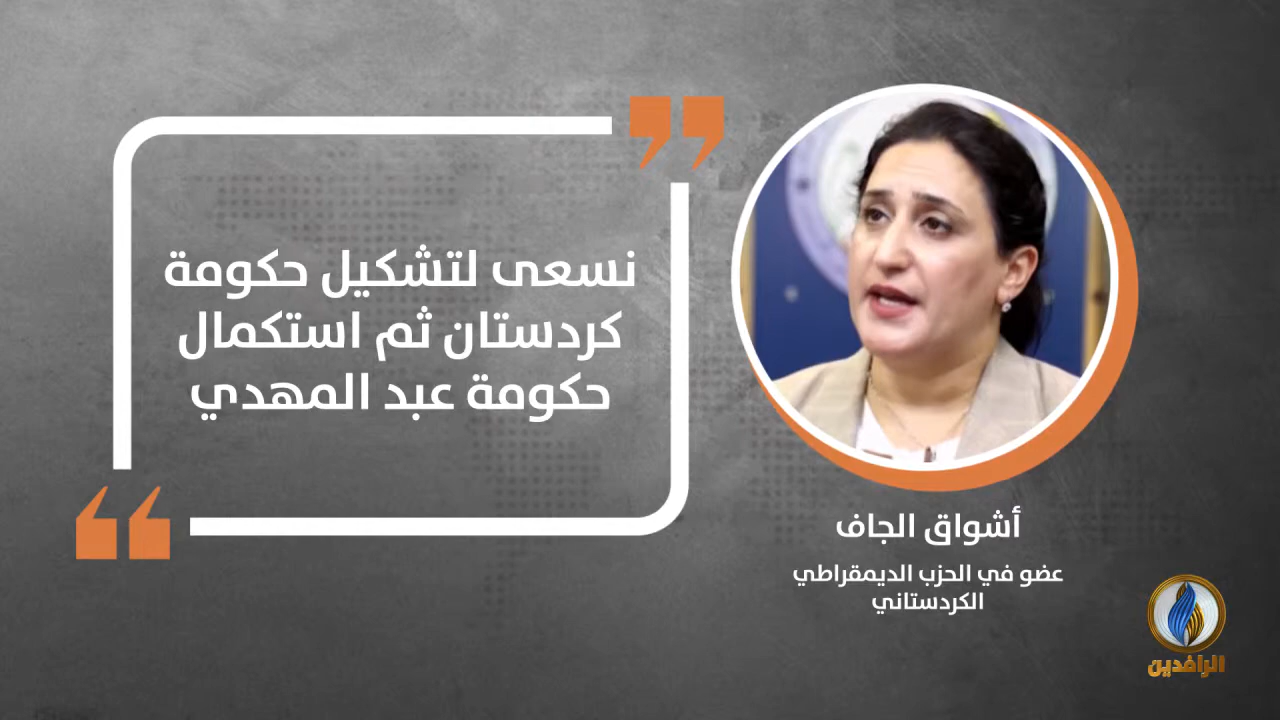 نسعى لتشكيل حكومة
كردستان ثم استكمال
حكومة عبد المهدي
أشواق الجاف
عضو في الحزب الديمقراطي
الكردستاني
الرافدين